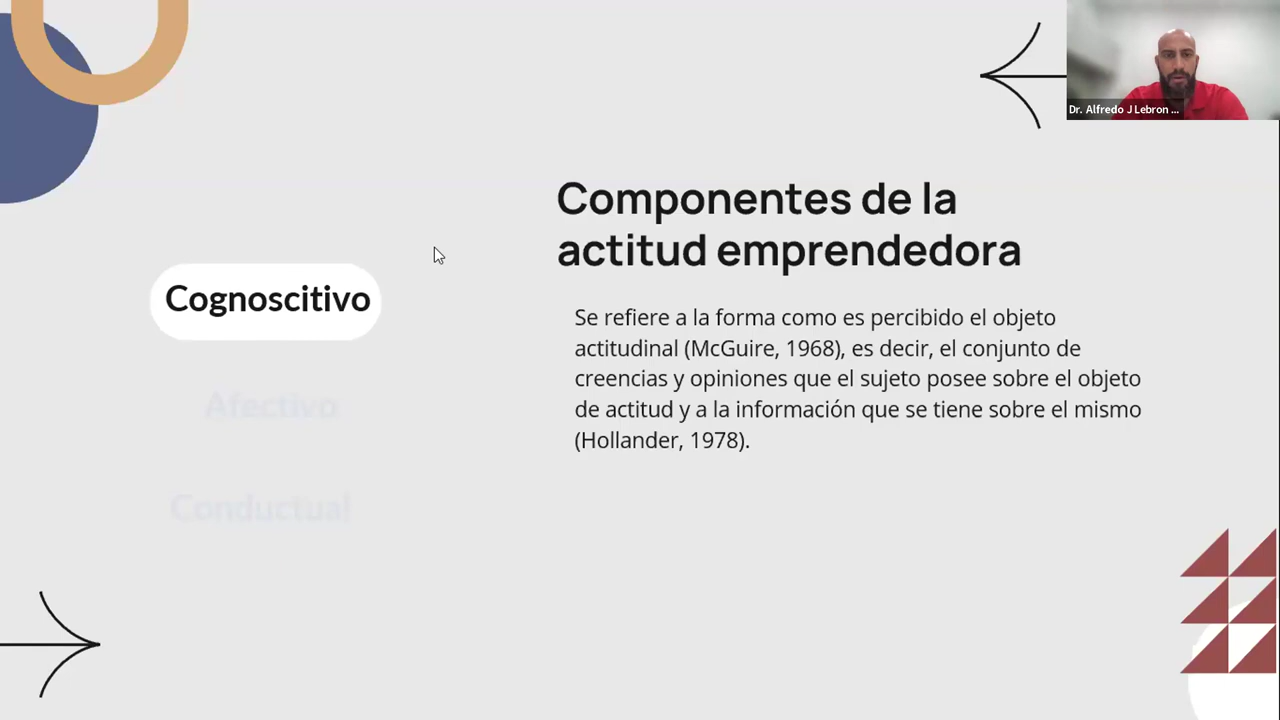 Dr. Alfredo J Lebron ...
Componentes de la
actitud emprendedora
Cognoscitivo
Afectivo
Conductual
Se refiere a la forma como es percibido el objeto
actitudinal (McGuire, 1968), es decir, el conjunto de
creencias y opiniones que el sujeto posee sobre el objeto
de actitud y a la información que se tiene sobre el mismo
(Hollander, 1978).